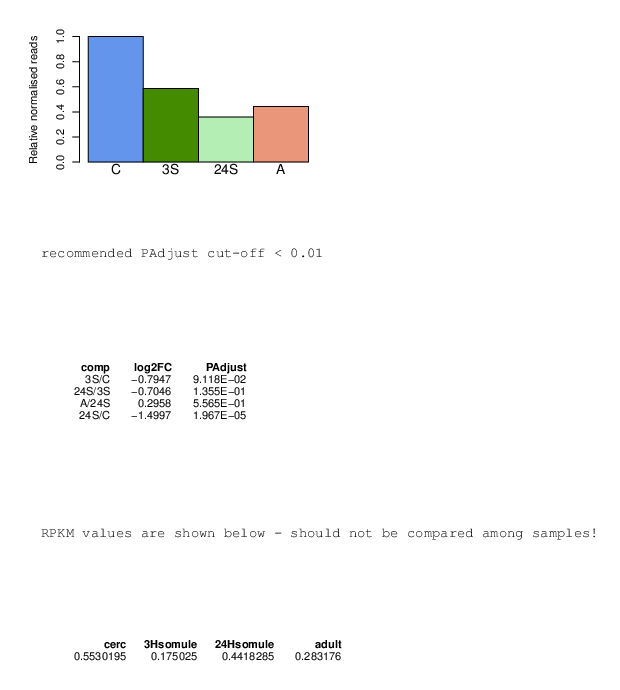 Relative normalised reads
1.0
0.8
0.6
0.4
0.2
0.0
C 3S 24S A
recommended PAdjust cut-off < 0.01
comp log2FC PAdjust
3S/C −0.7947 9.118E−02
24S/3S −0.7046 1.355E−01
A/24S 0.2958 5.565E−01
24S/C −1.4997 1.967E−05
RPKM values are shown below - should not be compared among samples!
cerc 3Hsomule 24Hsomule adult
0.5530195 0.175025 0.4418285 0.283176